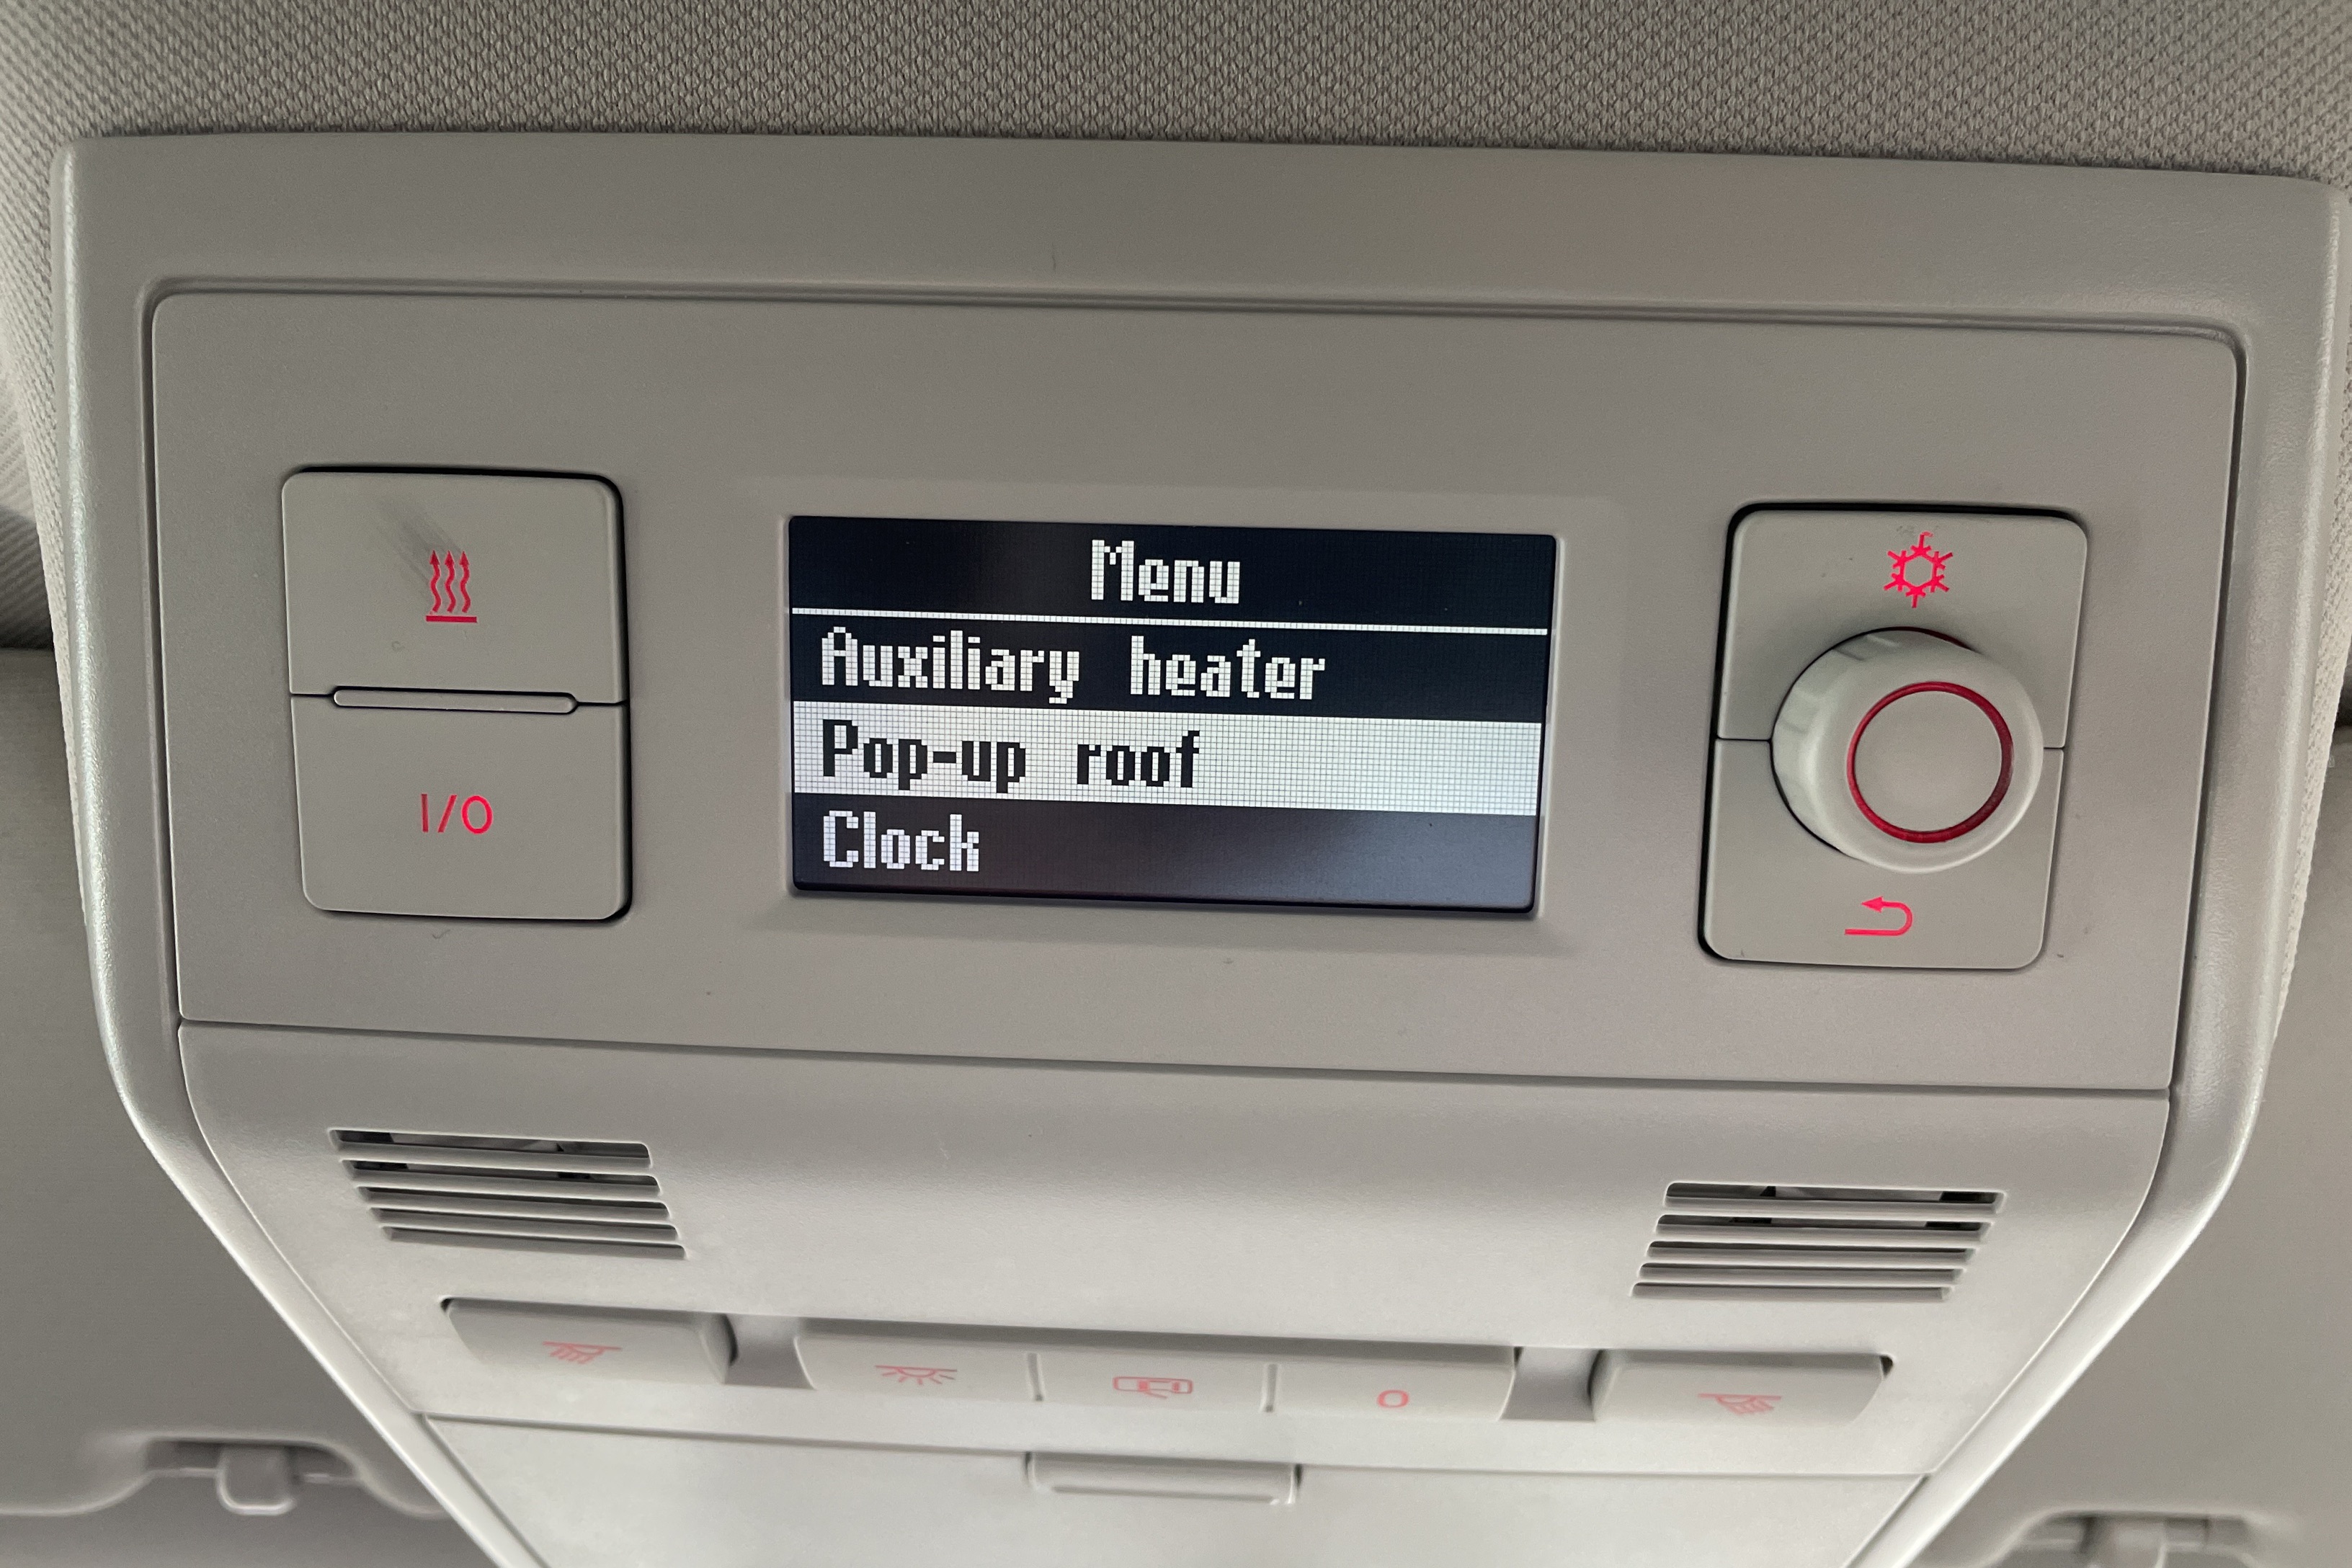 Menu
Auxiliary heater
Pop-up roof
Clock
I/O
O